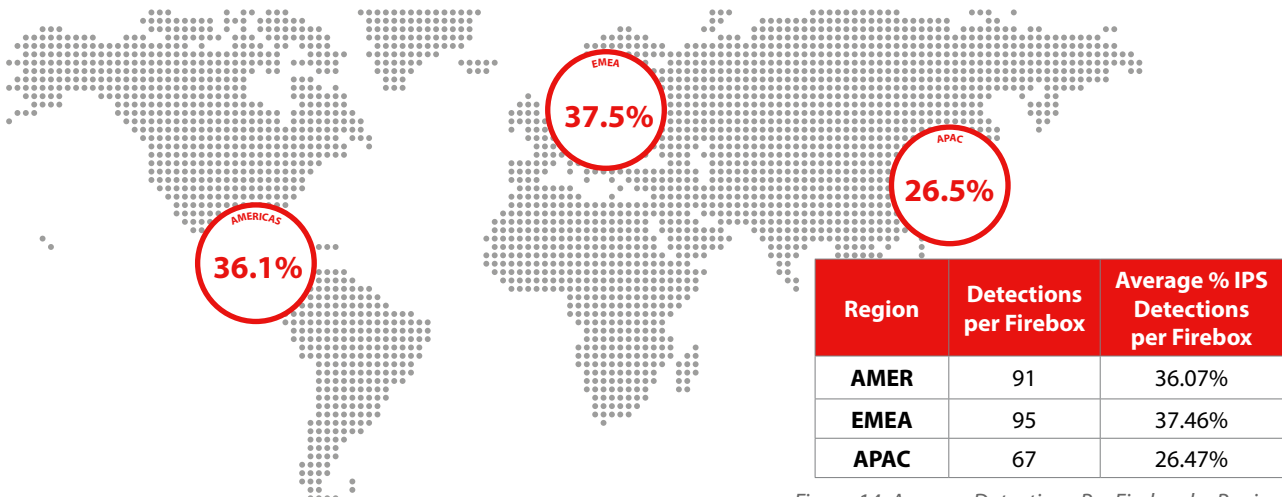 EMEA
37.5%
APAC
26.5%
AMERICAS
36.1%
Region
Detections
per Firebox
Average % IPS
Detections
per Firebox
AMER 91 36.07%
EMEA 95 37.46%
APAC 67 26.47%